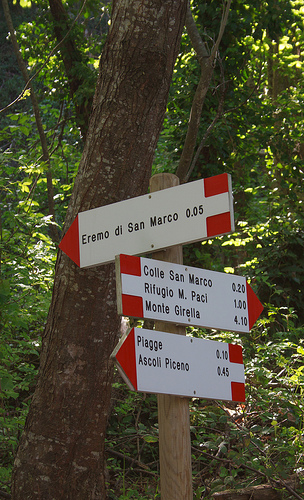 Eremo di San Marco 0.05
Colle San Marco 0.20
Rifugio M. Paci 1.00
Monte Girella 4.10
Piagge 0.10
Ascoli Piceno 0.45